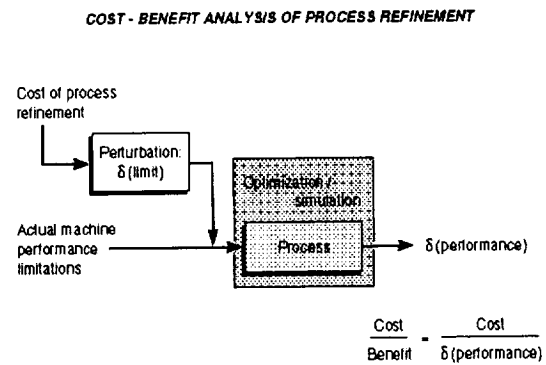 COST - BENEFIT ANALYSIS OF PROCESS REFINEMENT
Cost of process
refinement
Perturbation:
δ(limit)
Optimization /
simulation
Actual machine
performance
limitations
Process
δ(performance)
Cost
Benefit
-
Cost
δ(performance)